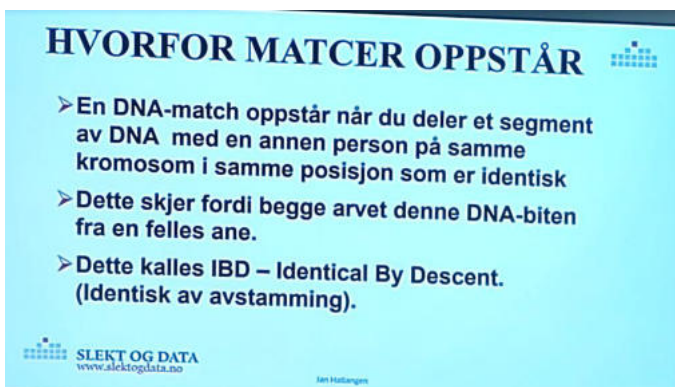 HVORFOR MATCER OPPSTÅR
➢En DNA-match oppstår når du deler et segment
av DNA med en annen person på samme
kromosom i samme posisjon som er identisk
➢Dette skjer fordi begge arvet denne DNA-biten
fra en felles ane.
➢Dette kalles IBD – Identical By Descent.
(Identisk av avstamming).
SLEKT OG DATA
www.slektogdata.no
Jan Hallangen